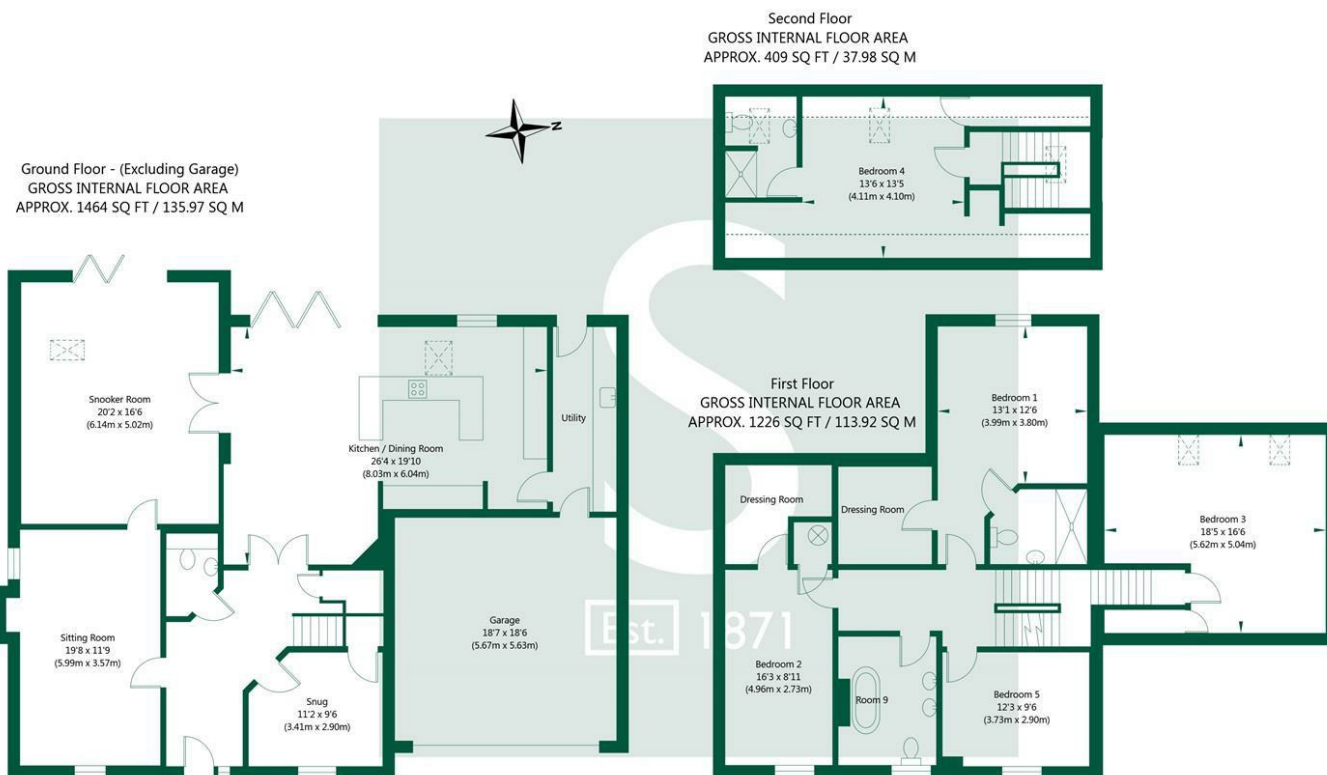 Second Floor
GROSS INTERNAL FLOOR AREA
APPROX. 409 SQ FT / 37.98 SQ M
Bedroom 4
13'6 x 13'5
(4.11m x 4.10m)
N
Ground Floor - (Excluding Garage)
GROSS INTERNAL FLOOR AREA
APPROX. 1464 SQ FT / 135.97 SQ M
Snooker Room
20'2 x 16'6
(6.14m x 5.02m)
Kitchen / Dining Room
26'4 x 19'10
(8.03m x 6.04m)
Utility
Sitting Room
19'8 x 11'9
(5.99m x 3.57m)
Snug
11'2 x 9'6
(3.41m x 2.90m)
Garage
18'7 x 18'6
(5.67m x 5.63m)
First Floor
GROSS INTERNAL FLOOR AREA
APPROX. 1226 SQ FT / 113.92 SQ M
Bedroom 1
13'1 x 12'6
(3.99m x 3.80m)
Dressing Room
Dressing Room
Bedroom 3
18'5 x 16'6
(5.62m x 5.04m)
Bedroom 2
16'3 x 8'11
(4.96m x 2.73m)
Room 9
Bedroom 5
12'3 x 9'6
(3.73m x 2.90m)
S
Est. 1871